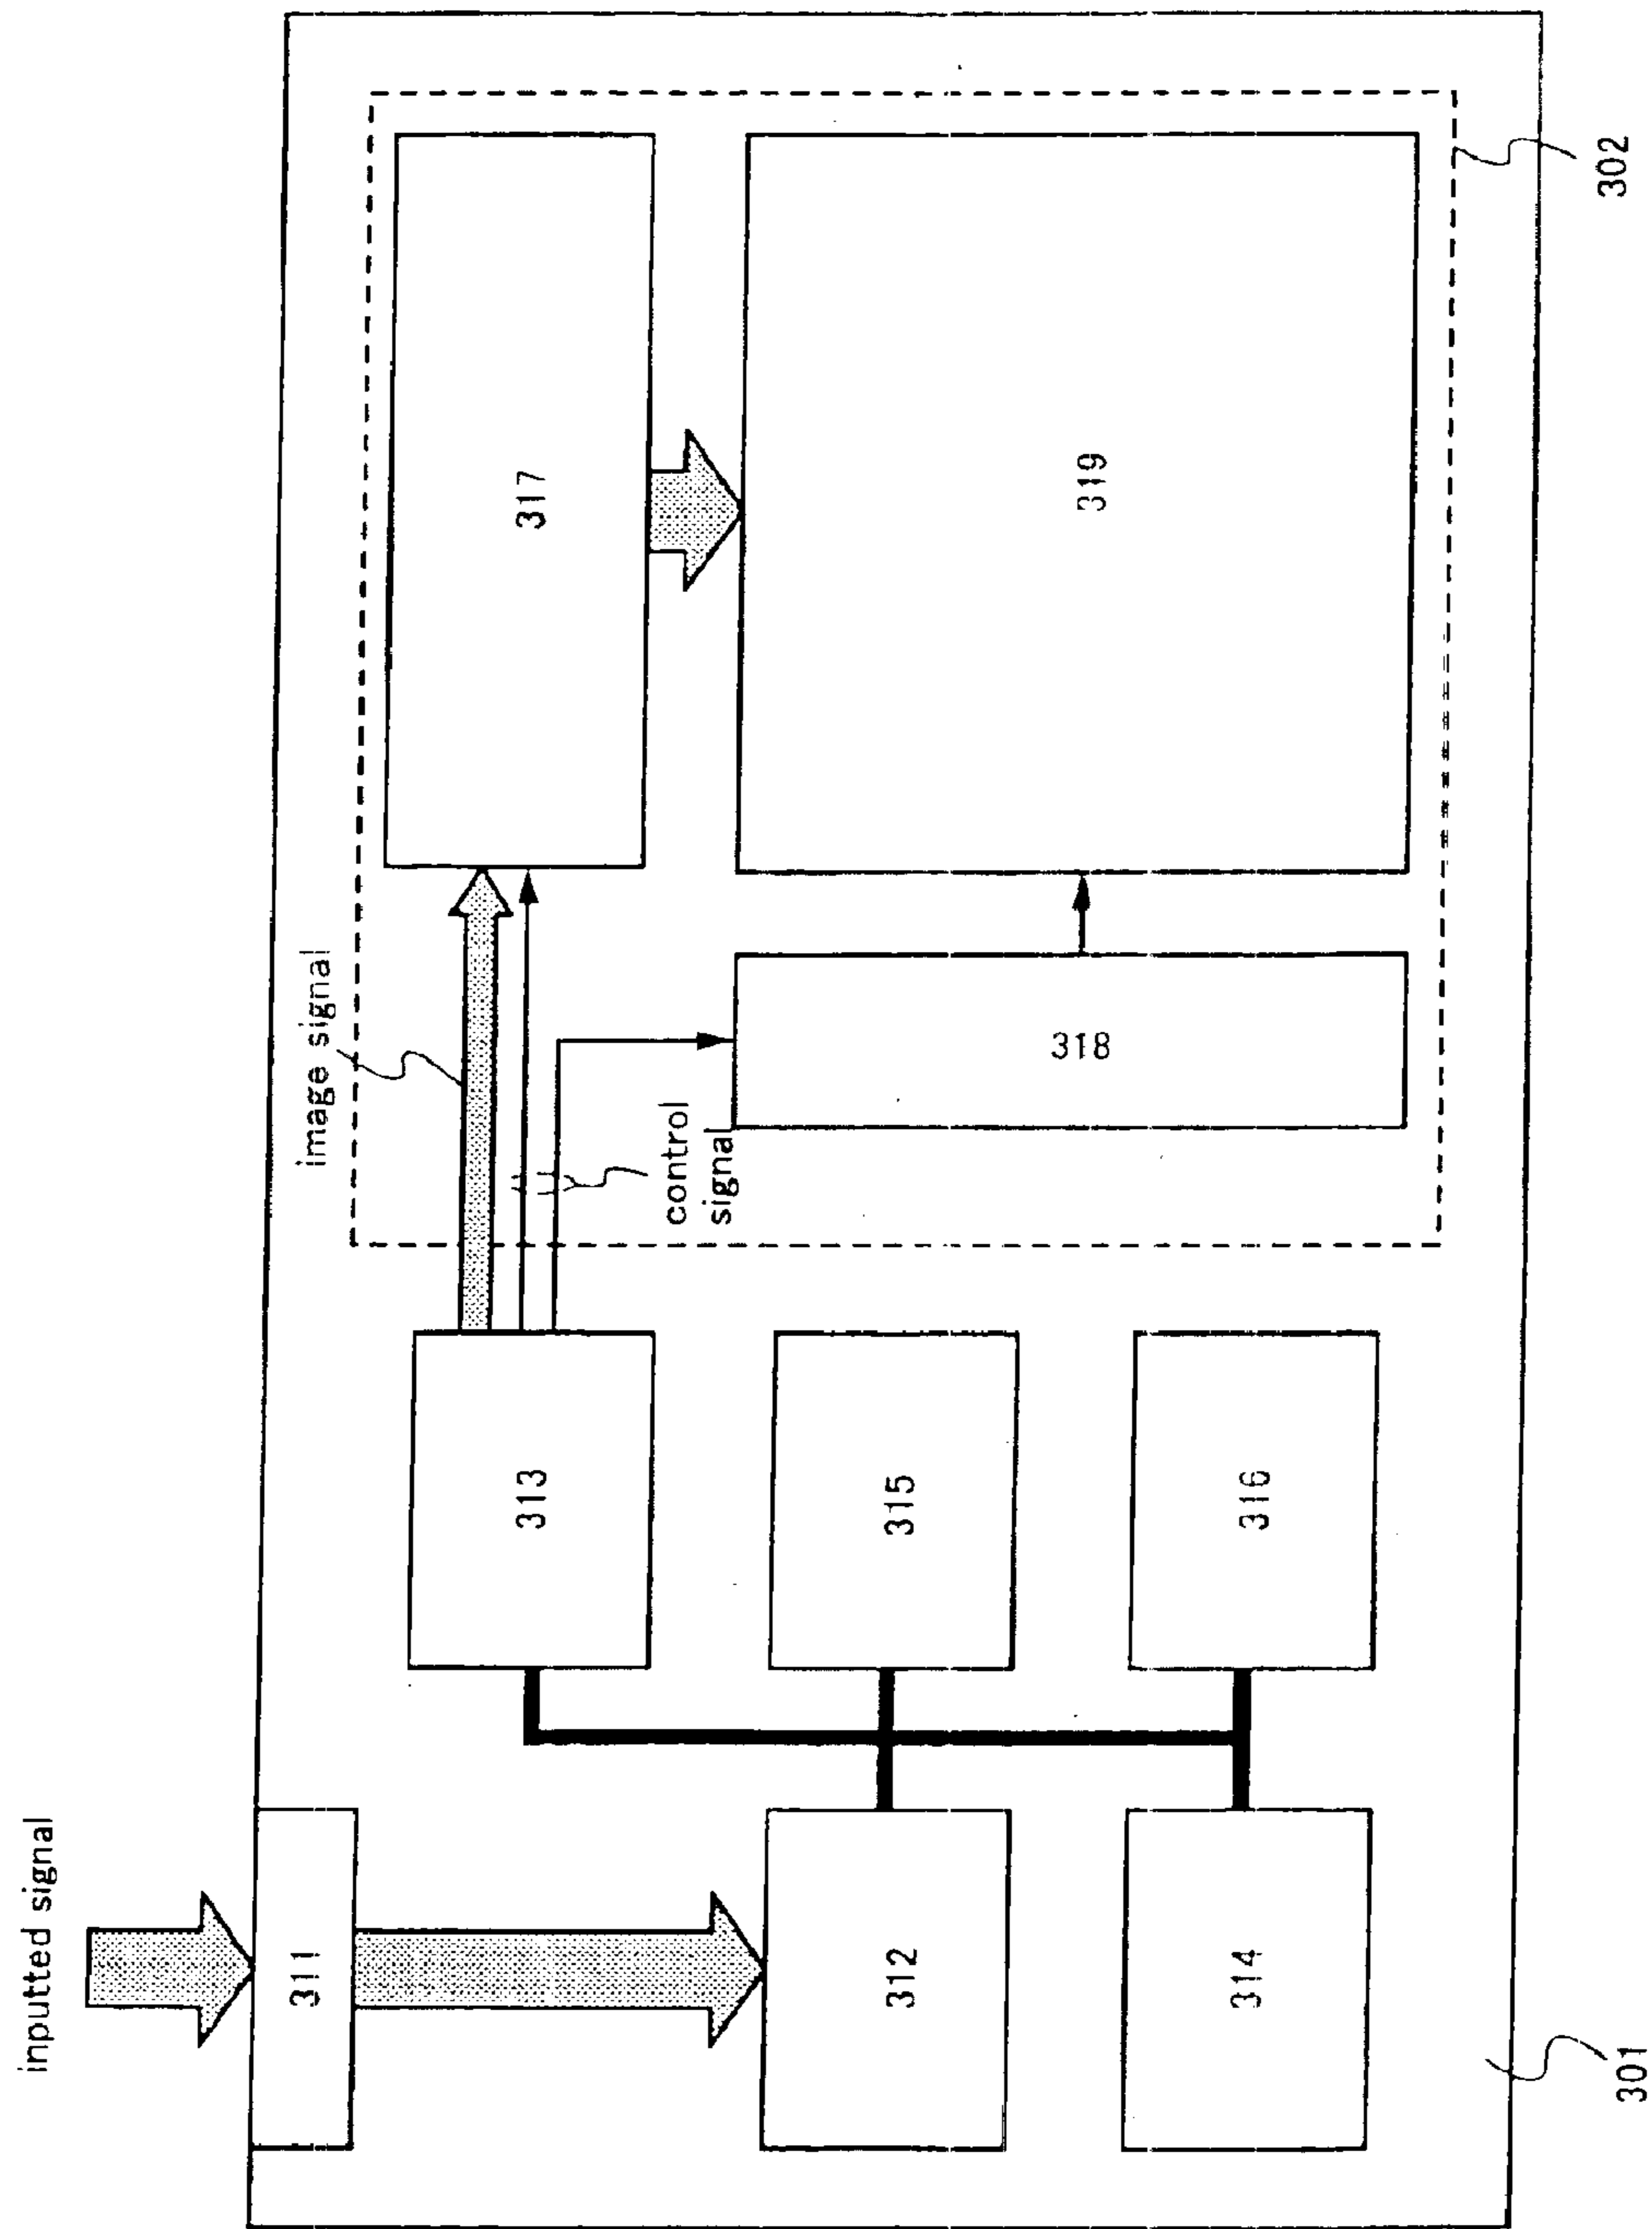 inputted signal
311
312
314
313
315
316
image signal
control
signal
317
318
319
302
301